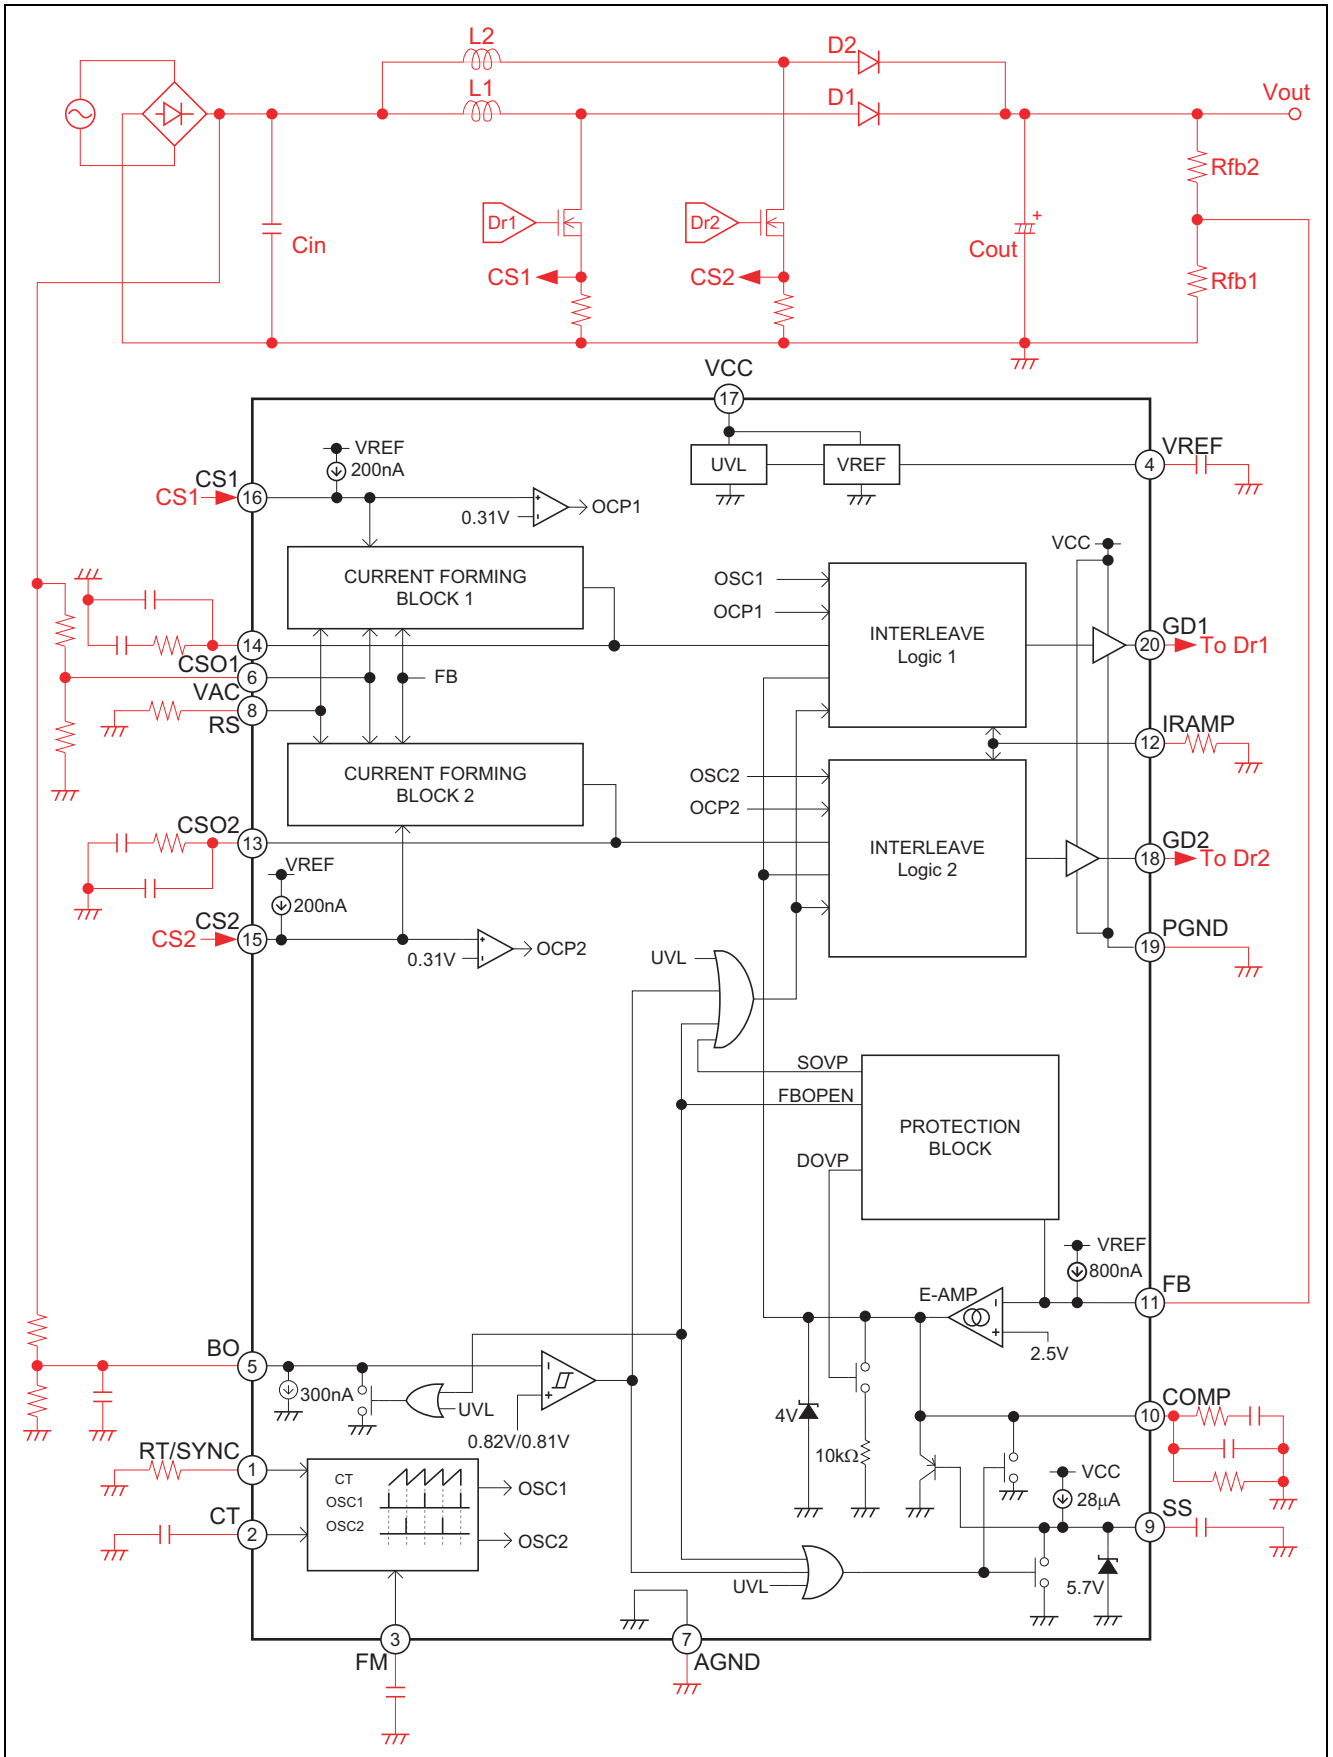 L2
D2
L1
D1
Vout
Rfb2
Dr1
Dr2
Cin
Cout
+
CS1
CS2
Rfb1
VCC
17
VREF
200nA
UVL
VREF
VREF
4
CS1
CS1
16
0.31V
OCP1
VCC
CURRENT FORMING
BLOCK 1
OSC1
OCP1
INTERLEAVE
Logic 1
GD1
20
To Dr1
14
CSO1
6
FB
VAC
8
RS
IRAMP
12
CURRENT FORMING
BLOCK 2
OSC2
OCP2
CSO2
13
INTERLEAVE
Logic 2
GD2
18
To Dr2
VREF
200nA
CS2
CS2
15
0.31V
OCP2
PGND
19
UVL
SOVP
FBOPEN
DOVP
PROTECTION
BLOCK
VREF
800nA
FB
11
E-AMP
2.5V
BO
5
300nA
UVL
0.82V/0.81V
4V
10kΩ
COMP
10
RT/SYNC
1
CT
OSC1
OSC2
OSC1
OSC2
CT
2
VCC
28μA
SS
9
UVL
5.7V
3
FM
7
AGND